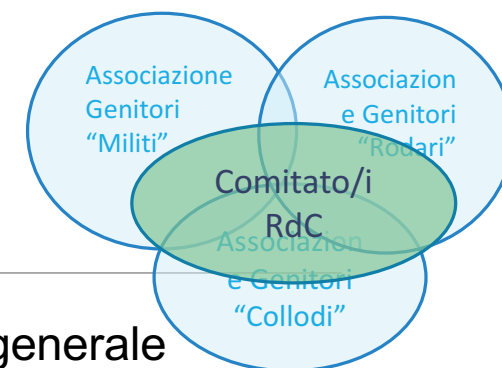 Associazione
Genitori
“Militi”
Associazion
e Genitori
“Rodari”
Comitato/i
RdC
Associazion
e Genitori
“Collodi”
generale